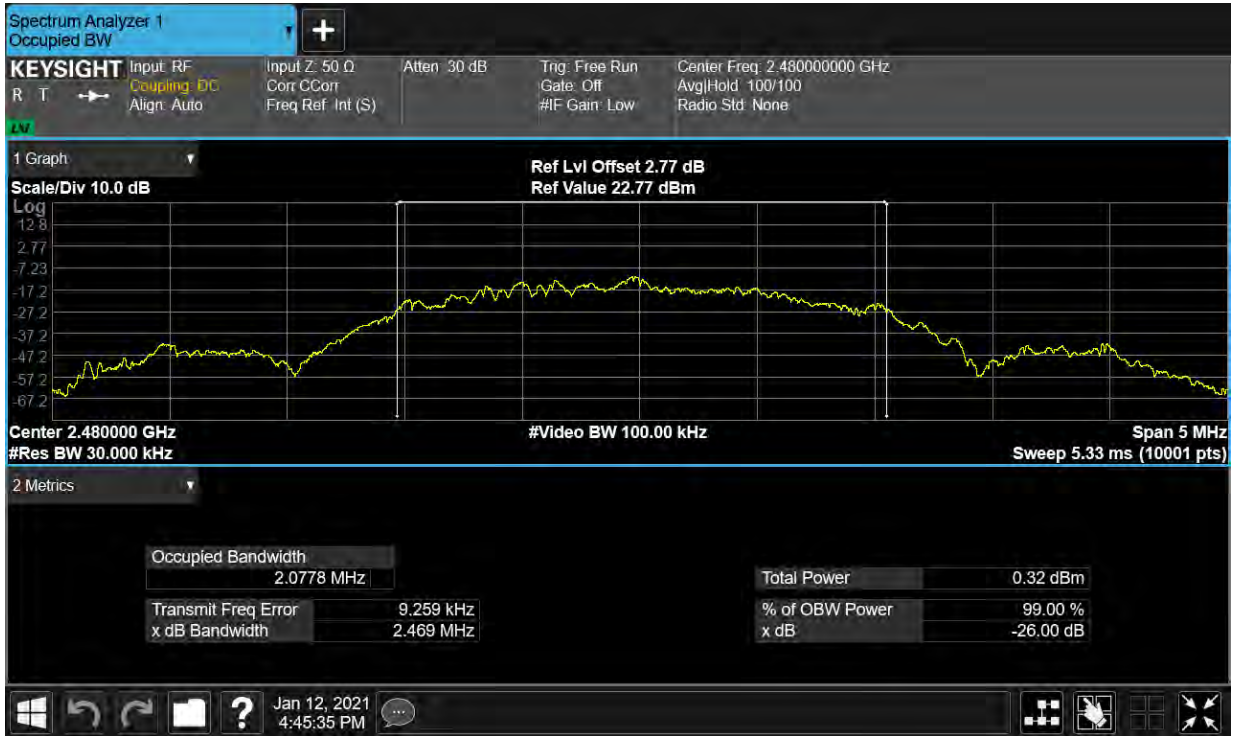 Spectrum Analyzer 1
Occupied BW
+
KEYSIGHT Input: RF Input Z: 50 Ω Atten: 30 dB Trig: Free Run Center Freq: 2.480000000 GHz
R T Coupling: DC Corr CCorr Gate: Off Avg|Hold: 100/100
Align: Auto Freq Ref: Int (S) #IF Gain: Low Radio Std: None
LXI
1 Graph
Ref Lvl Offset 2.77 dB
Scale/Div 10.0 dB Ref Value 22.77 dBm
Log
12.8
2.77
-7.23
-17.2
-27.2
-37.2
-47.2
-57.2
-67.2
Center 2.480000 GHz #Video BW 100.00 kHz Span 5 MHz
#Res BW 30.000 kHz Sweep 5.33 ms (10001 pts)
2 Metrics
Occupied Bandwidth
2.0778 MHz Total Power 0.32 dBm
Transmit Freq Error 9.259 kHz % of OBW Power 99.00 %
x dB Bandwidth 2.469 MHz x dB -26.00 dB
? Jan 12, 2021
4:45:35 PM